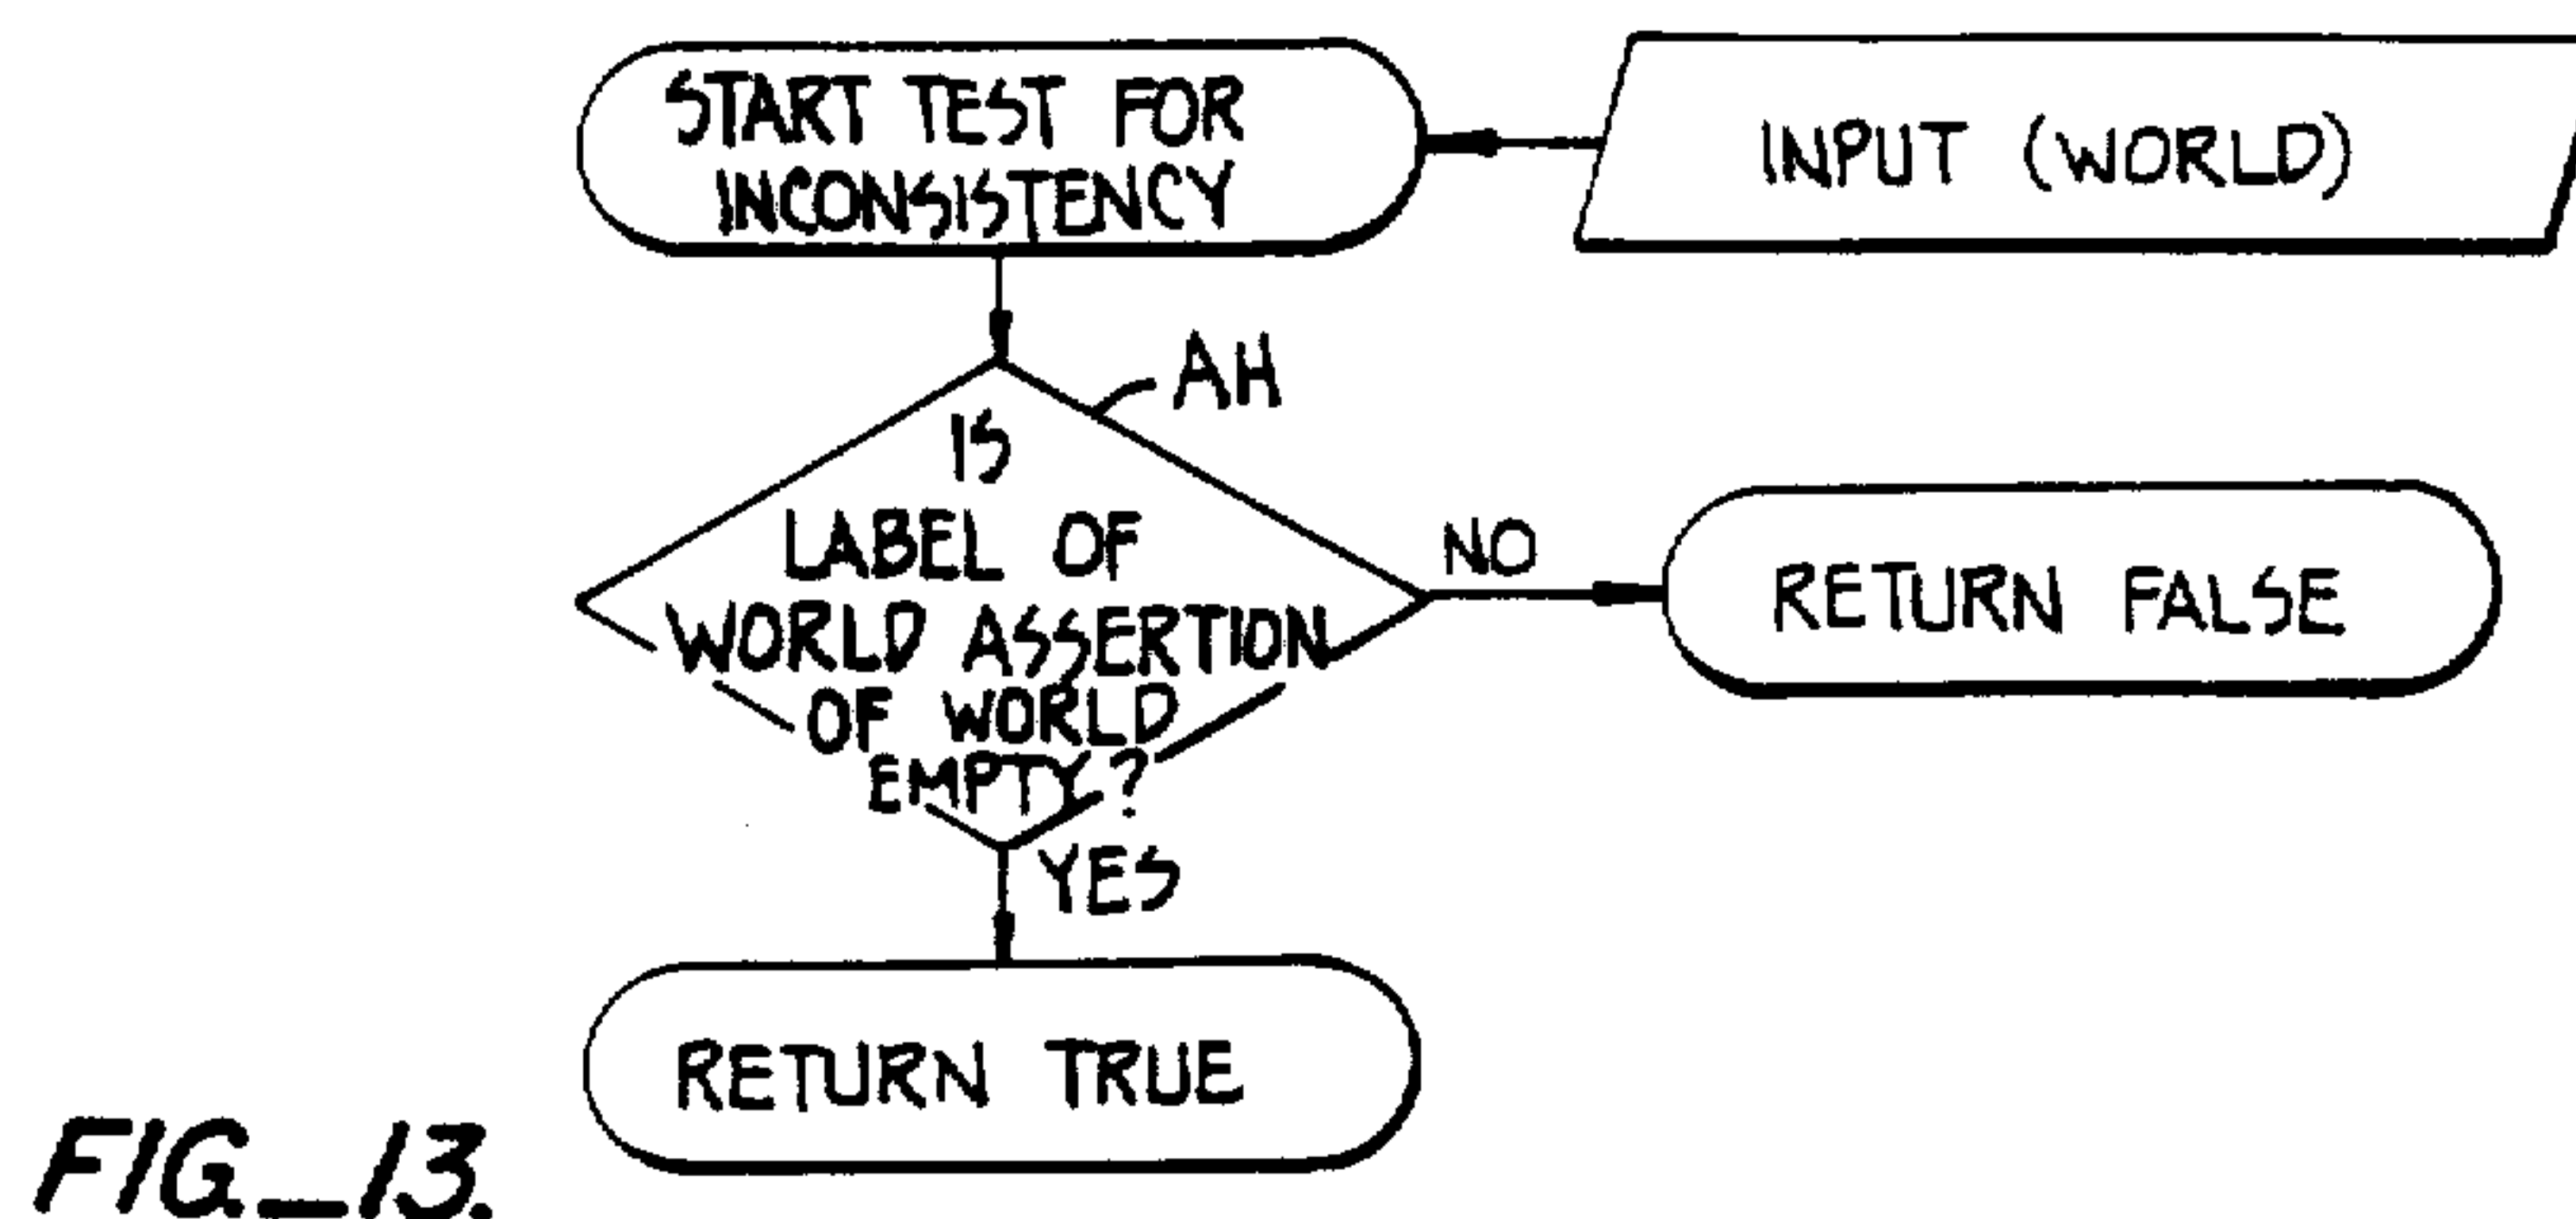 START TEST FOR
INCONSISTENCY
INPUT (WORLD)
AH
IS
LABEL OF
WORLD ASSERTION
OF WORLD
EMPTY?
NO
RETURN FALSE
YES
RETURN TRUE
FIG_13.